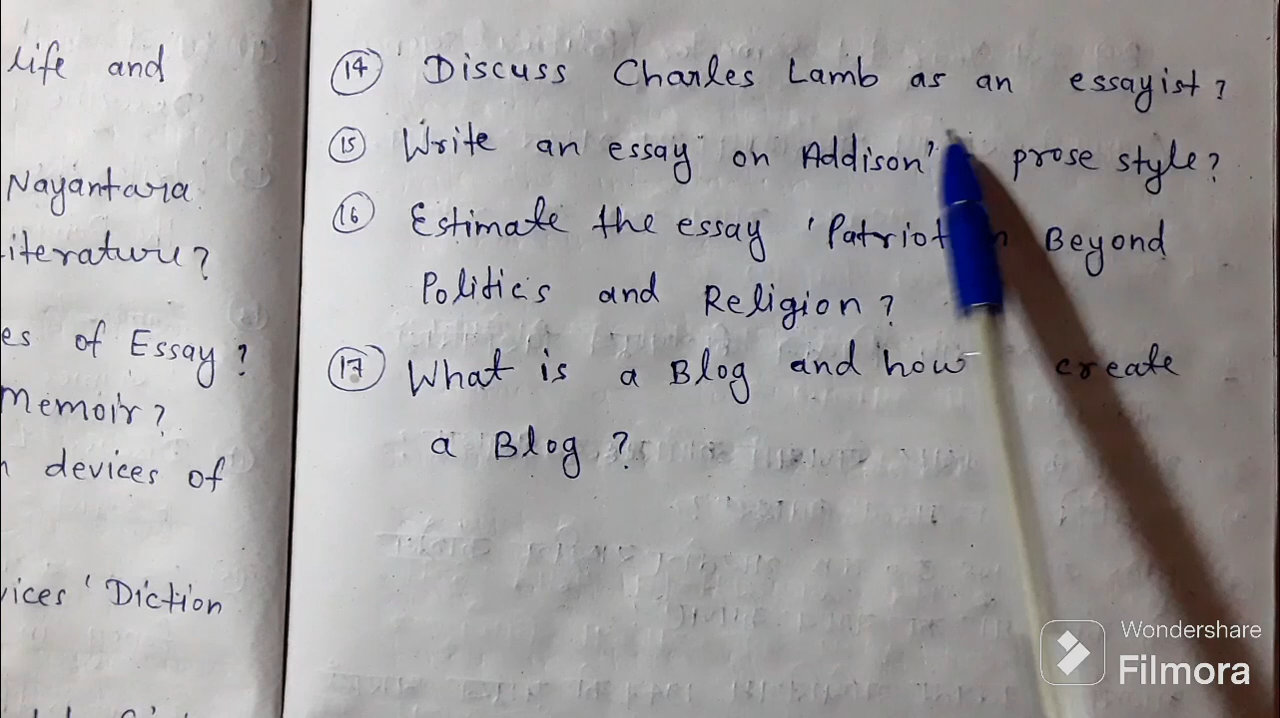 life and
Nayantara
iterature?
es of Essay?
Memoir?
devices of
ices 'Diction
14 Discuss Charles Lamb as an essayist?
15 Write an essay on Addison' prose style?
16 Estimate the essay 'Patriot Beyond
Politics and Religion?
17 What is a Blog and how create
a Blog?
Wondershare
Filmora